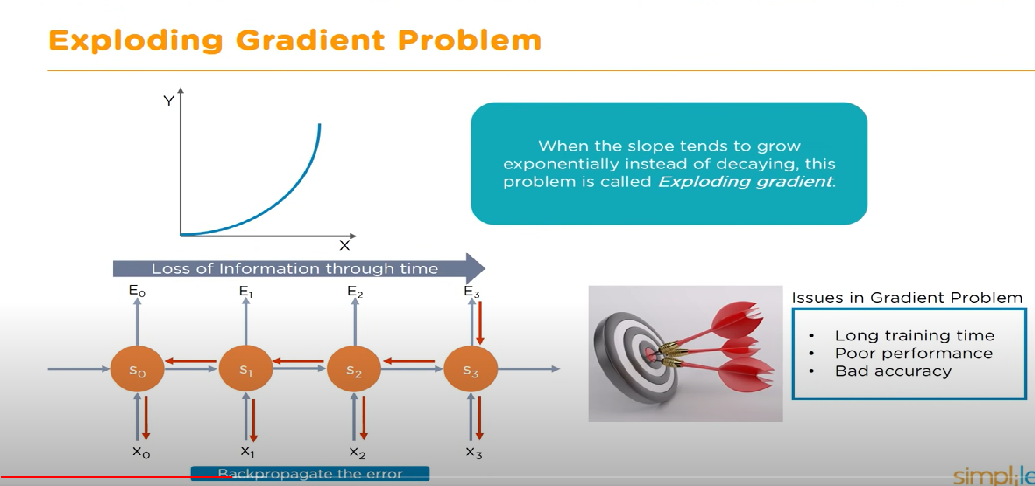 Exploding Gradient Problem
Y
X
When the slope tends to grow
exponentially instead of decaying, this
problem is called Exploding gradient.
Loss of Information through time
E0 E1 E2 E3
S0 S1 S2 S3
X0 X1 X2 X3
Backpropagate the error
Issues in Gradient Problem
• Long training time
• Poor performance
• Bad accuracy
simplile